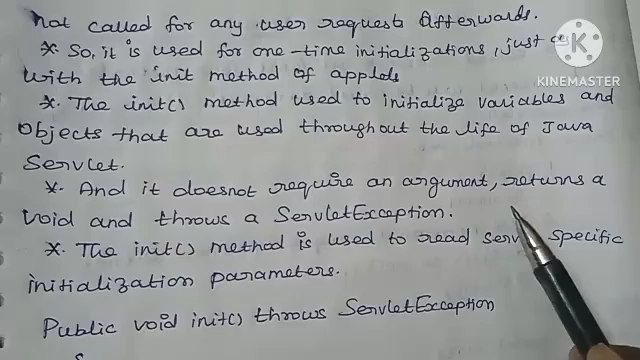 not called for any user requests Afterwards.
* So, it is used for one-time initializations, just as
with the init method of applets
KINEMASTER
* The init() method used to initialize variables and
Objects that are used throughout the life of Java
Servlet.
* And it doesnot require an argument, returns a
void and throws a ServletException.
* The init() method is used to read serv specific
initialization parameters.
Public void init() throws ServletException